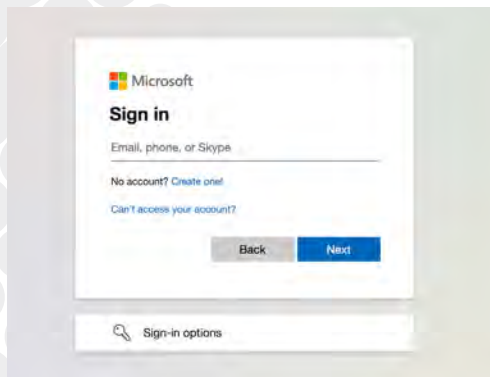 Microsoft
Sign in
Email, phone, or Skype
No account? Create one!
Can't access your account?
Back Next
Sign-in options